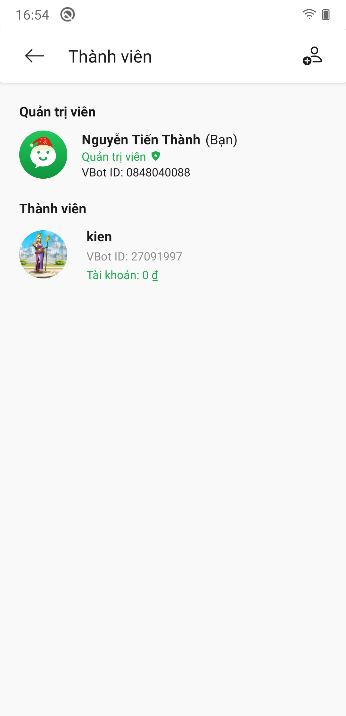 16:54
Thành viên
Quản trị viên
Nguyễn Tiến Thành (Bạn)
Quản trị viên
VBot ID: 0848040088
Thành viên
kien
VBot ID: 27091997
Tài khoản: 0 ₫